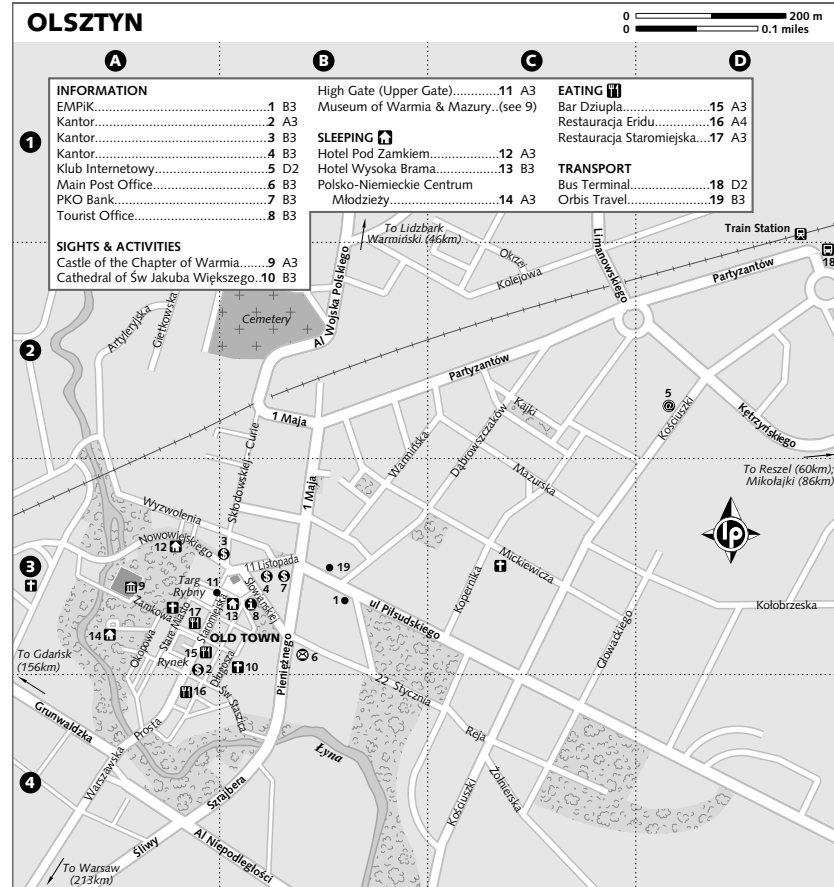 OLSZTYN
0 200 m
0 0.1 miles
A B C D
INFORMATION
EMPiK 1 B3
Kantor 2 A3
Kantor 3 B3
Kantor 4 B3
Klub Internetowy 5 D2
Main Post Office 6 B3
PKO Bank 7 B3
Tourist Office 8 B3
SIGHTS & ACTIVITIES
Castle of the Chapter of Warmia 9 A3
Cathedral of Św Jakuba Większego 10 B3
High Gate (Upper Gate) 11 A3
Museum of Warmia & Mazury (see 9)
SLEEPING
Hotel Pod Zamkiem 12 A3
Hotel Wysoka Brama 13 B3
Polsko-Niemieckie Centrum
Młodzieży 14 A3
EATING
Bar Dziupla 15 A3
Restauracja Eridu 16 A4
Restauracja Staromiejska 17 A3
TRANSPORT
Bus Terminal 18 D2
Orbis Travel 19 B3
1
To Lidzbark
Warmiński (46km)
Okrzei
Kolejowa
Limanowskiego
Train Station
18
Partyzantów
Artyleryjska
Gietkowska
Cemetery
Al Wojska Polskiego
2
Partyzantów
5
@
Kościuszki
Kętrzyńskiego
1 Maja
Kajki
Warmińska
Dąbrowszczaków
Mazurska
To Reszel (60km);
Mikołajki (86km)
Skłodowskiej - Curie
1 Maja
Wyzwolenia
Nowowiejskiego
12
3
11 Listopada
4 7
19
lp
3
Mickiewicza
Kopernika
9
Targ
Rybny
11
Słowiańskiej
1
ul Piłsudskiego
Kołobrzeska
Zamkowa
17
13 8
Staromiejska
Stare Miasto
OLD TOWN
14
Okopowa
15
Rynek
2
Długosza
10
6
Pieniężnego
Głowackiego
To Gdańsk
(156km)
16
Św Staszica
22 Stycznia
Grunwaldzka
Prosta
Reja
Łyna
Warszawska
Szrajbera
4
Żołnierska
Kościuszki
Śliwy
Al Niepodległości
To Warsaw
(213km)